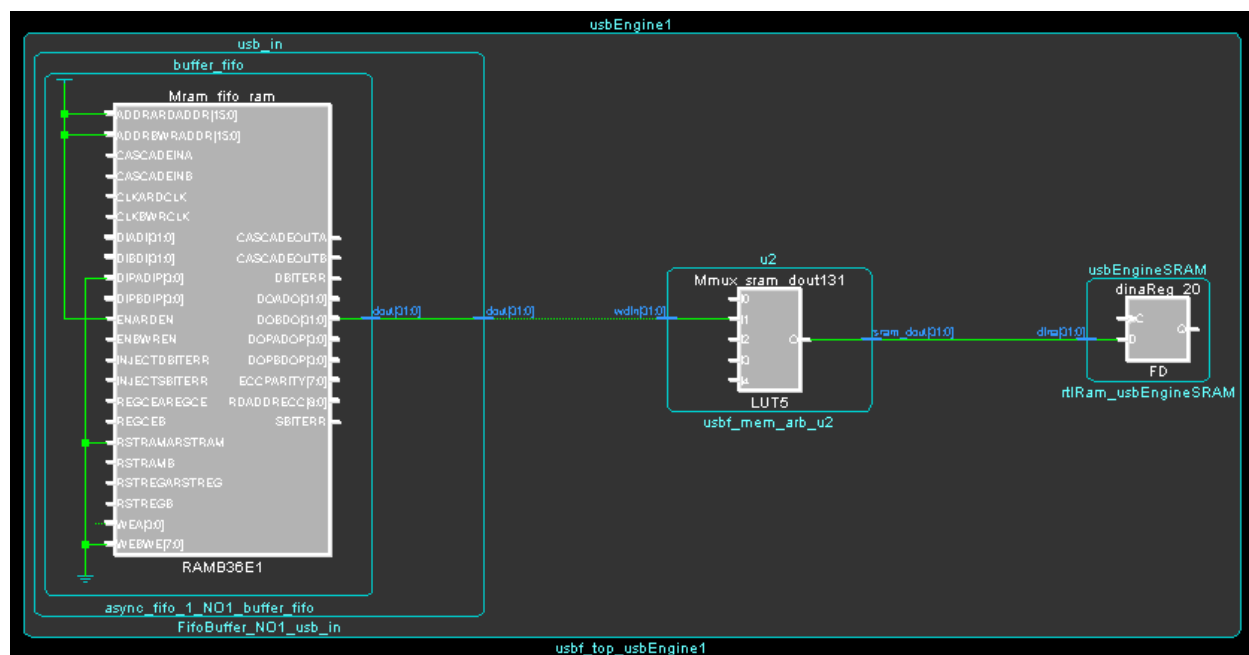 usbEngine1
usb_in
buffer_fifo
Mram_fifo_ram
ADDRARDADDR[15:0]
ADDRBWRADDR[15:0]
CASCADEINA
CASCADEINB
CLKARDCLK
CLKBWRCLK
DIADI[31:0]
DIBDI[31:0]
DIPADIP[3:0]
DIPBDIP[3:0]
ENARDEN
ENBWREN
INJECTDBITERR
INJECTSBITERR
REGCEAREGCE
REGCEB
RSTRAMARSTRAM
RSTRAMB
RSTREGARSTREG
RSTREGB
WEA[3:0]
WEBWE[7:0]
CASCADEOUTA
CASCADEOUTB
DBITERR
DOADO[31:0]
DOBDO[31:0]
DOPADOP[3:0]
DOPBDOP[3:0]
ECCPARITY[7:0]
RDADDRECC[8:0]
SBITERR
RAMB36E1
async_fifo_1_NO1_buffer_fifo
FifoBuffer_NO1_usb_in
dout[31:0]
dout[31:0]
wdin[31:0]
u2
Mmux_sram_dout131
I0
I1
I2
I3
I4
O
LUT5
usbf_mem_arb_u2
sram_dout[31:0]
dina[31:0]
usbEngineSRAM
dinaReg_20
C
D
Q
FD
rtlRam_usbEngineSRAM
usbf_top_usbEngine1